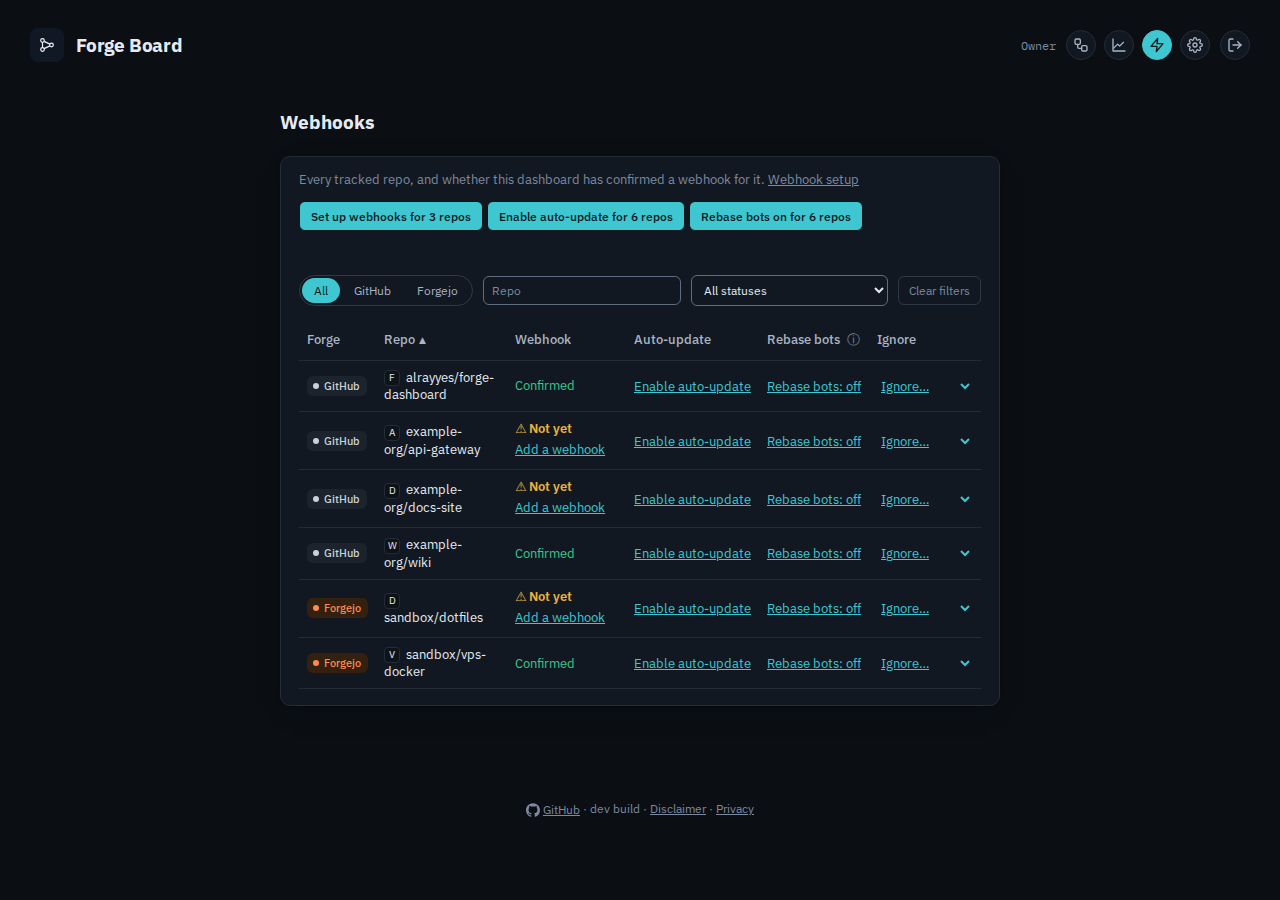 Forge Board
Owner
Webhooks
Every tracked repo, and whether this dashboard has confirmed a webhook for it. Webhook setup
Set up webhooks for 3 repos Enable auto-update for 6 repos Rebase bots on for 6 repos
All GitHub Forgejo Repo All statuses Clear filters
Forge Repo ▲ Webhook Auto-update Rebase bots ⓘ Ignore
GitHub F alrayyes/forge-
dashboard Confirmed Enable auto-update Rebase bots: off Ignore...
GitHub A example-
org/api-gateway ⚠ Not yet
Add a webhook Enable auto-update Rebase bots: off Ignore...
GitHub D example-
org/docs-site ⚠ Not yet
Add a webhook Enable auto-update Rebase bots: off Ignore...
GitHub W example-
org/wiki Confirmed Enable auto-update Rebase bots: off Ignore...
Forgejo D
sandbox/dotfiles ⚠ Not yet
Add a webhook Enable auto-update Rebase bots: off Ignore...
Forgejo V sandbox/vps-
docker Confirmed Enable auto-update Rebase bots: off Ignore...
GitHub · dev build · Disclaimer · Privacy